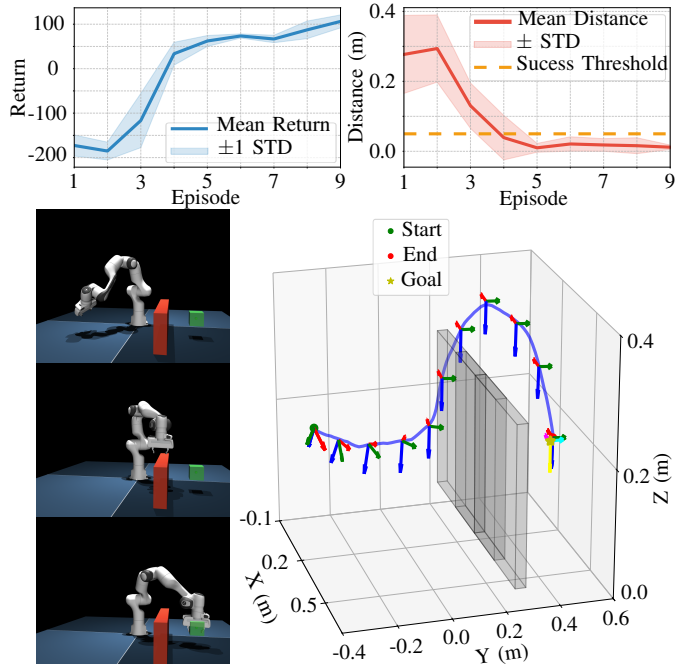 100
0
-100
-200
Return
Mean Return
±1 STD
1 3 5 7 9
Episode
0.4
0.2
0.0
Distance (m)
Mean Distance
± STD
Sucess Threshold
1 3 5 7 9
Episode
Start
End
Goal
0.4
0.2
0.0
Z (m)
-0.1
0.2
0.5
X (m)
-0.4 -0.2 0.0 0.2 0.4 0.6
Y (m)